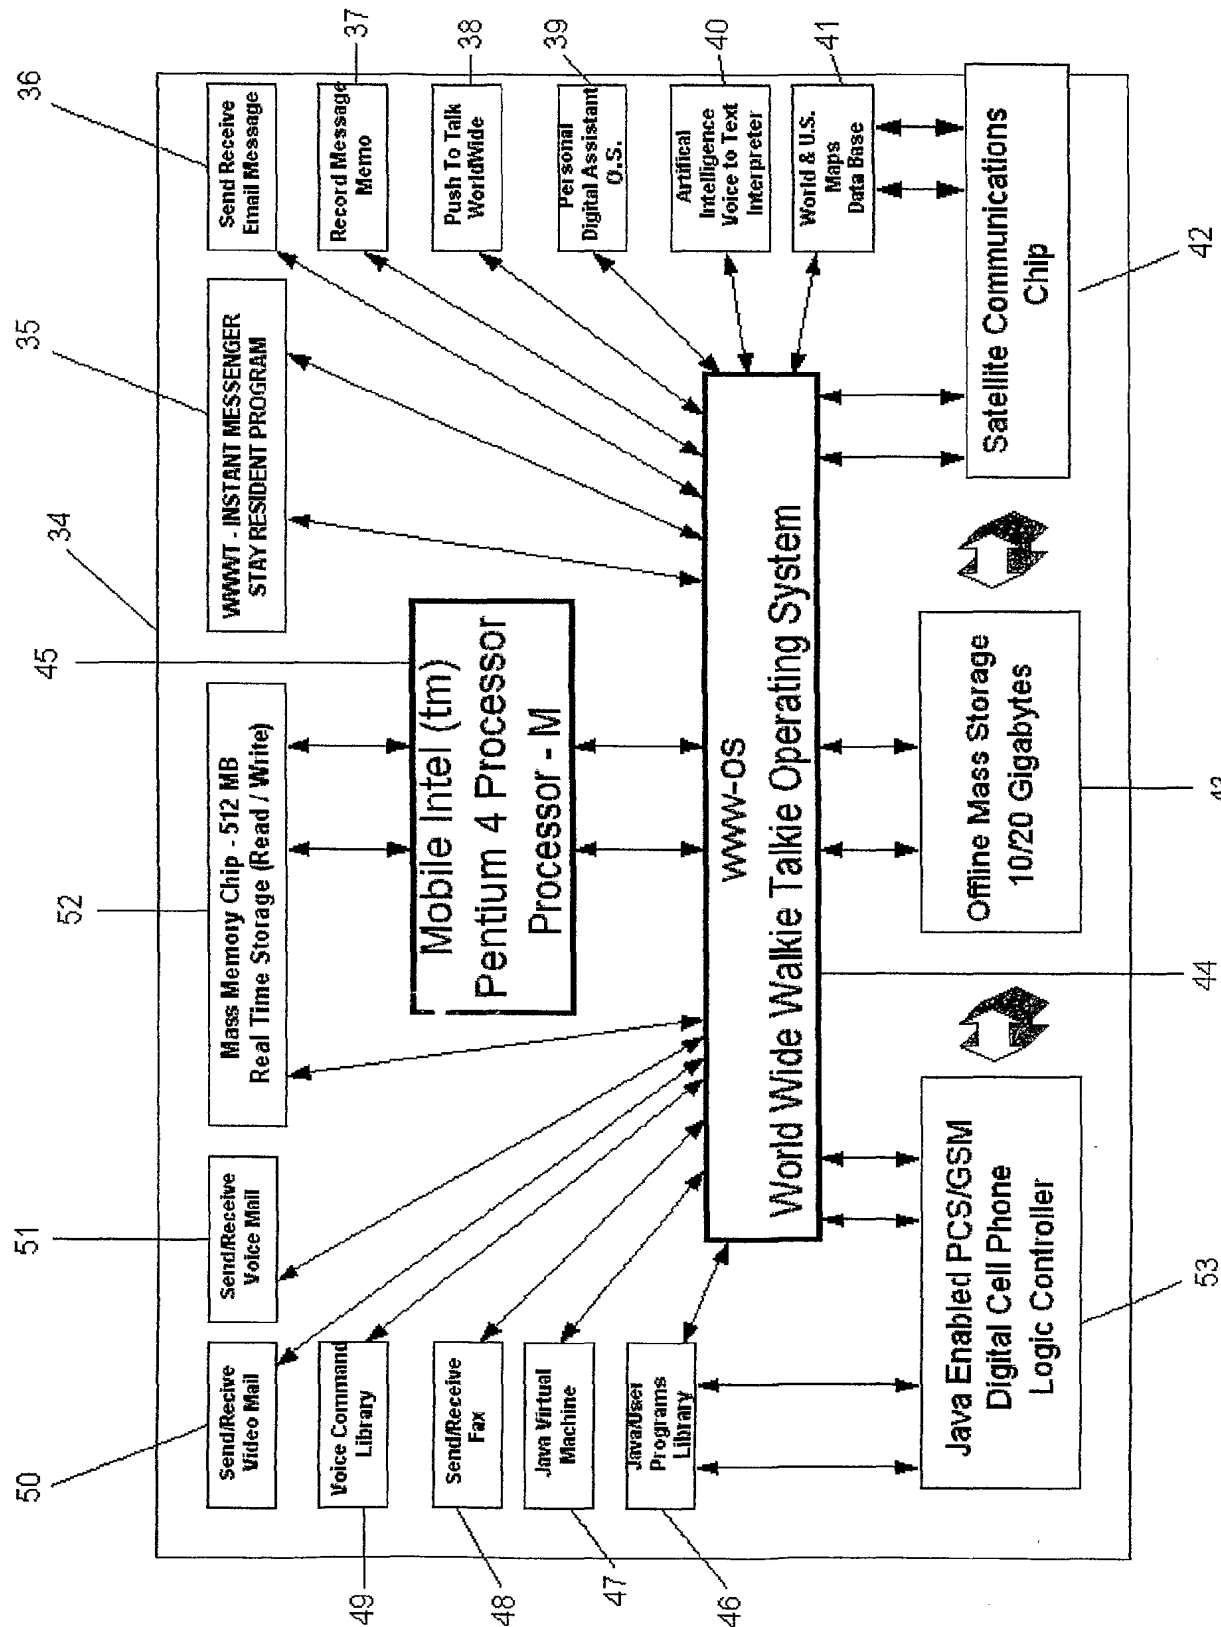 50
51
52
45
34
35
36
Send/Recive
Video Mail
Send/Receive
Voice Mail
Mass Memory Chip - 512 MB
Real Time Storage (Read / Write)
WWWT - INSTANT MESSENGER
STAY RESIDENT PROGRAM
Send Receive
Email Message
49
Voice Command
Library
Record Message
Memo
37
48
Send/Receive
Fax
Mobile Intel (tm)
Pentium 4 Processor
Processor - M
Push To Talk
WorldWide
38
47
Java Virtual
Machine
Personal
Digital Assistant
O.S.
39
46
Java/User
Programs
Library
Artifical
Intelligence
Voice to Text
Interpreter
40
WWW-OS
World Wide Walkie Talkie Operating System
World & U.S.
Maps
Data Base
41
Java Enabled PCS/GSM
Digital Cell Phone
Logic Controller
Offline Mass Storage
10/20 Gigabytes
Satellite Communications
Chip
53
44
42